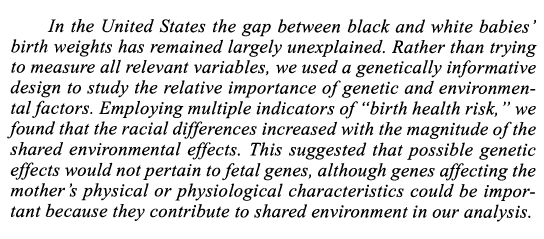 In the United States the gap between black and white babies'
birth weights has remained largely unexplained. Rather than trying
to measure all relevant variables, we used a genetically informative
design to study the relative importance of genetic and environmen-
tal factors. Employing multiple indicators of "birth health risk," we
found that the racial differences increased with the magnitude of the
shared environmental effects. This suggested that possible genetic
effects would not pertain to fetal genes, although genes affecting the
mother's physical or physiological characteristics could be impor-
tant because they contribute to shared environment in our analysis.